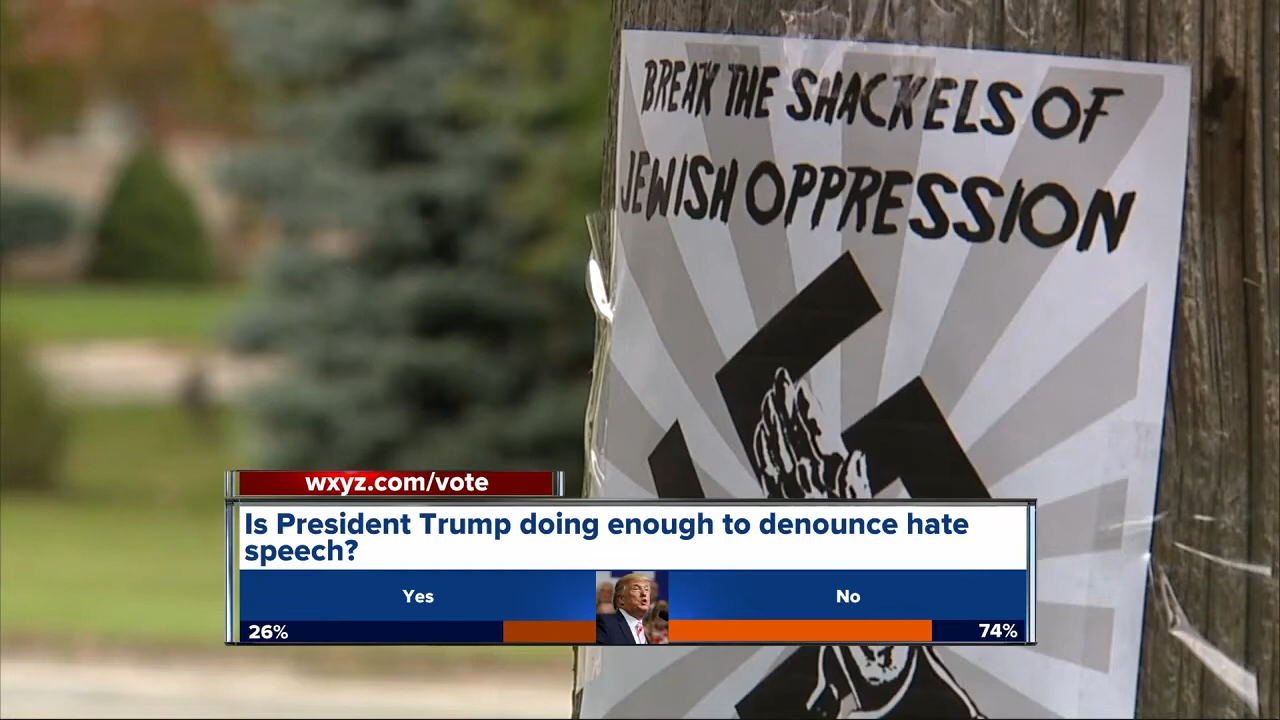 BREAK THE SHACKELS OF
JEWISH OPPRESSION
wxyz.com/vote
Is President Trump doing enough to denounce hate
speech?
Yes
No
26%
74%